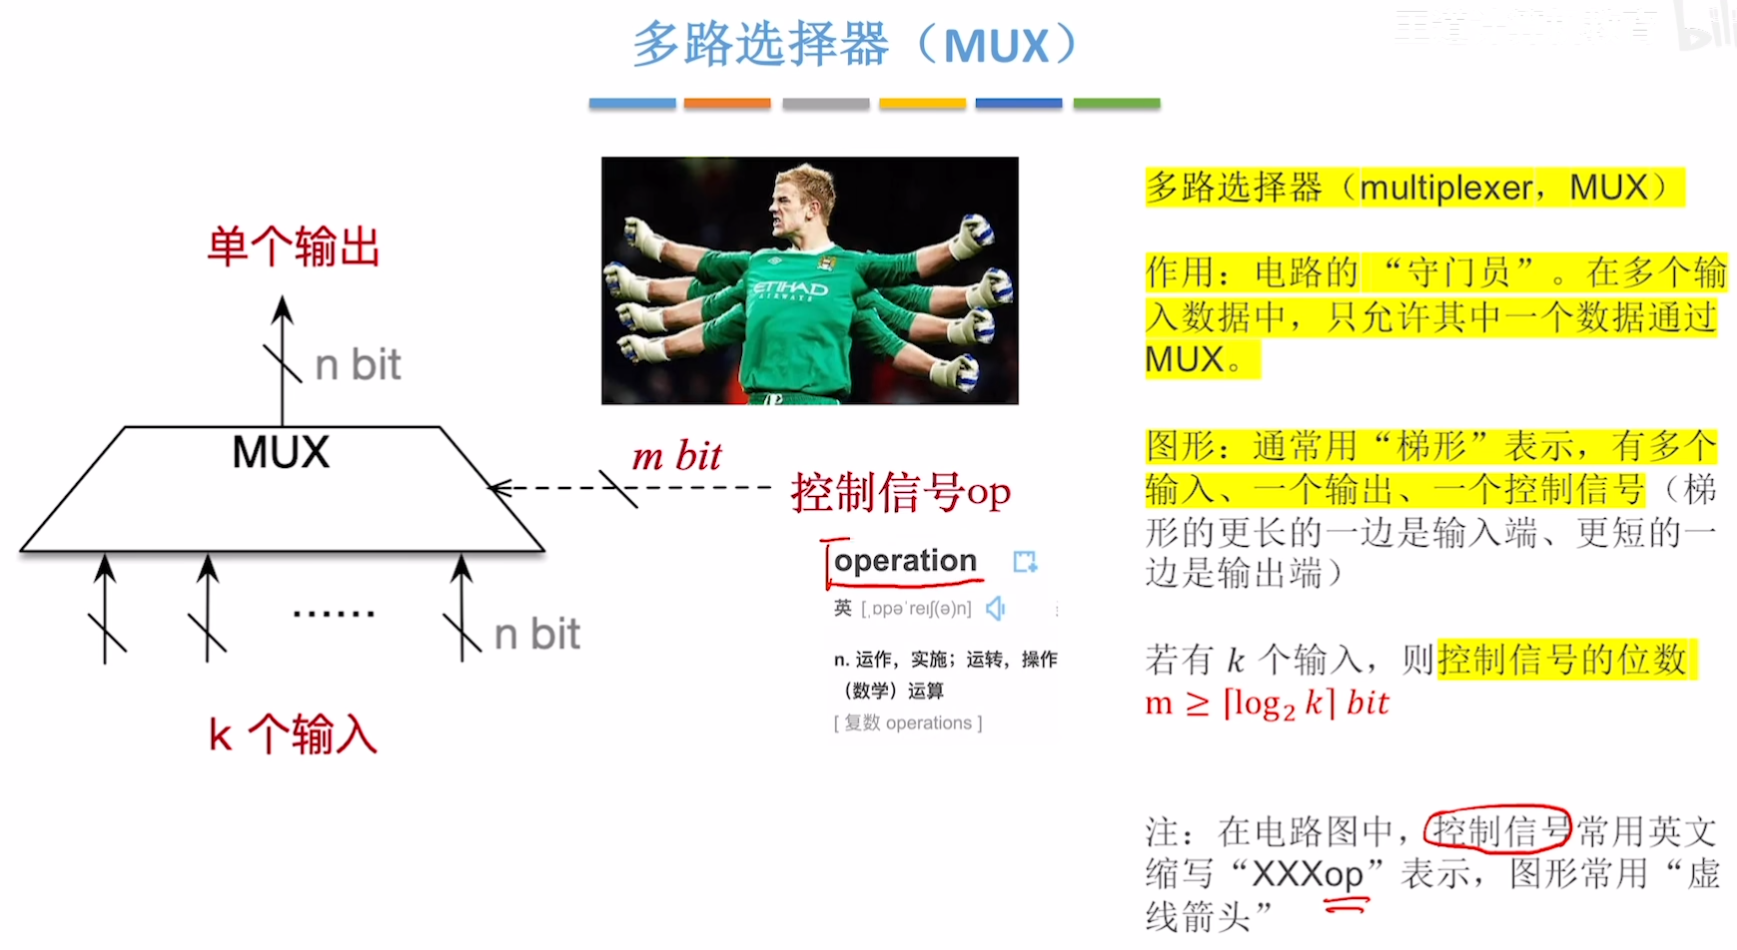 多路选择器（MUX）
单个输出
n bit
MUX
m bit
控制信号op
n bit
......
k 个输入
ETIHAD
AIRWAYS
operation
英 [ˌɒpəˈreɪʃ(ə)n]
n. 运作，实施；运转，操作
（数学）运算
[ 复数 operations ]
多路选择器（multiplexer，MUX）
作用：电路的 “守门员” 。在多个输
入数据中，只允许其中一个数据通过
MUX。
图形：通常用“梯形”表示，有多个
输入、一个输出、一个控制信号（梯
形的更长的一边是输入端、更短的一
边是输出端）
若有 k 个输入，则控制信号的位数
m ≥ ⌈log₂ k⌉ bit
注：在电路图中，控制信号常用英文
缩写“XXXop”表示，图形常用“虚
线箭头”